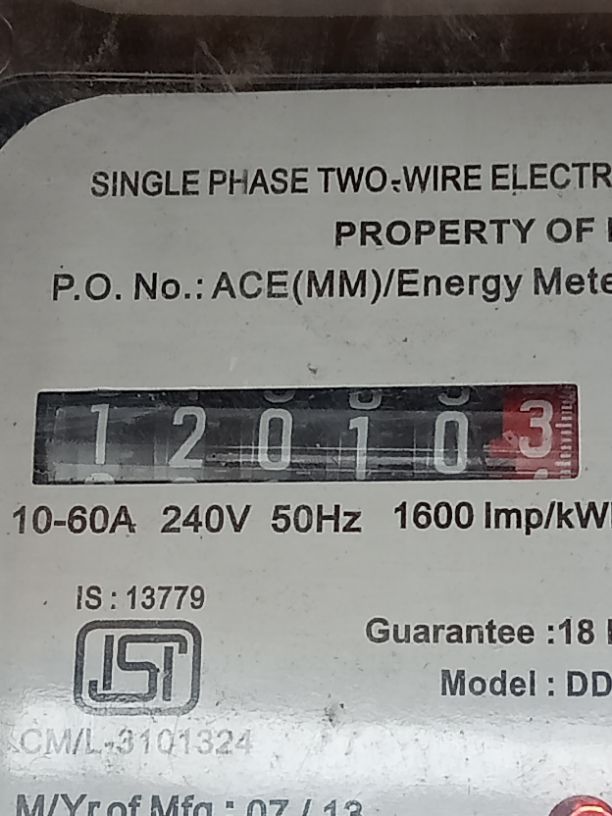 SINGLE PHASE TWO-WIRE ELECTR
PROPERTY OF
P.O. No.: ACE(MM)/Energy Mete
1 2 0 1 0 3
10-60A 240V 50Hz 1600 Imp/kW
IS : 13779
ISI
Guarantee :18
Model : DD
CM/L-3101324
M/Yr of Mfg : 07 / 13